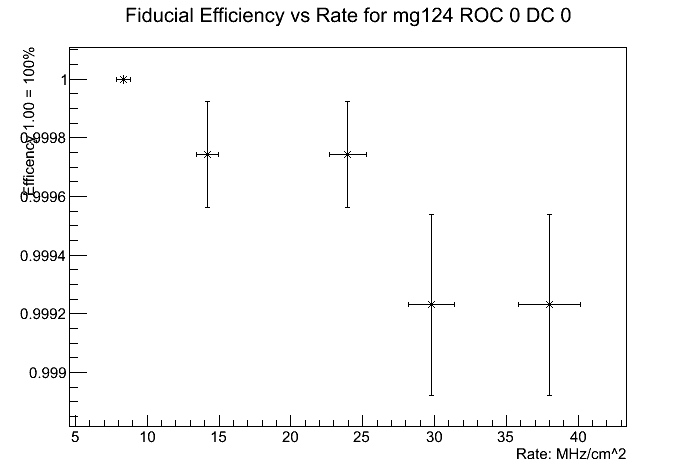 Fiducial Efficiency vs Rate for mg124 ROC 0 DC 0
Efficency 1.00 = 100%
1
0.9998
0.9996
0.9994
0.9992
0.999
5 10 15 20 25 30 35 40
Rate: MHz/cm^2